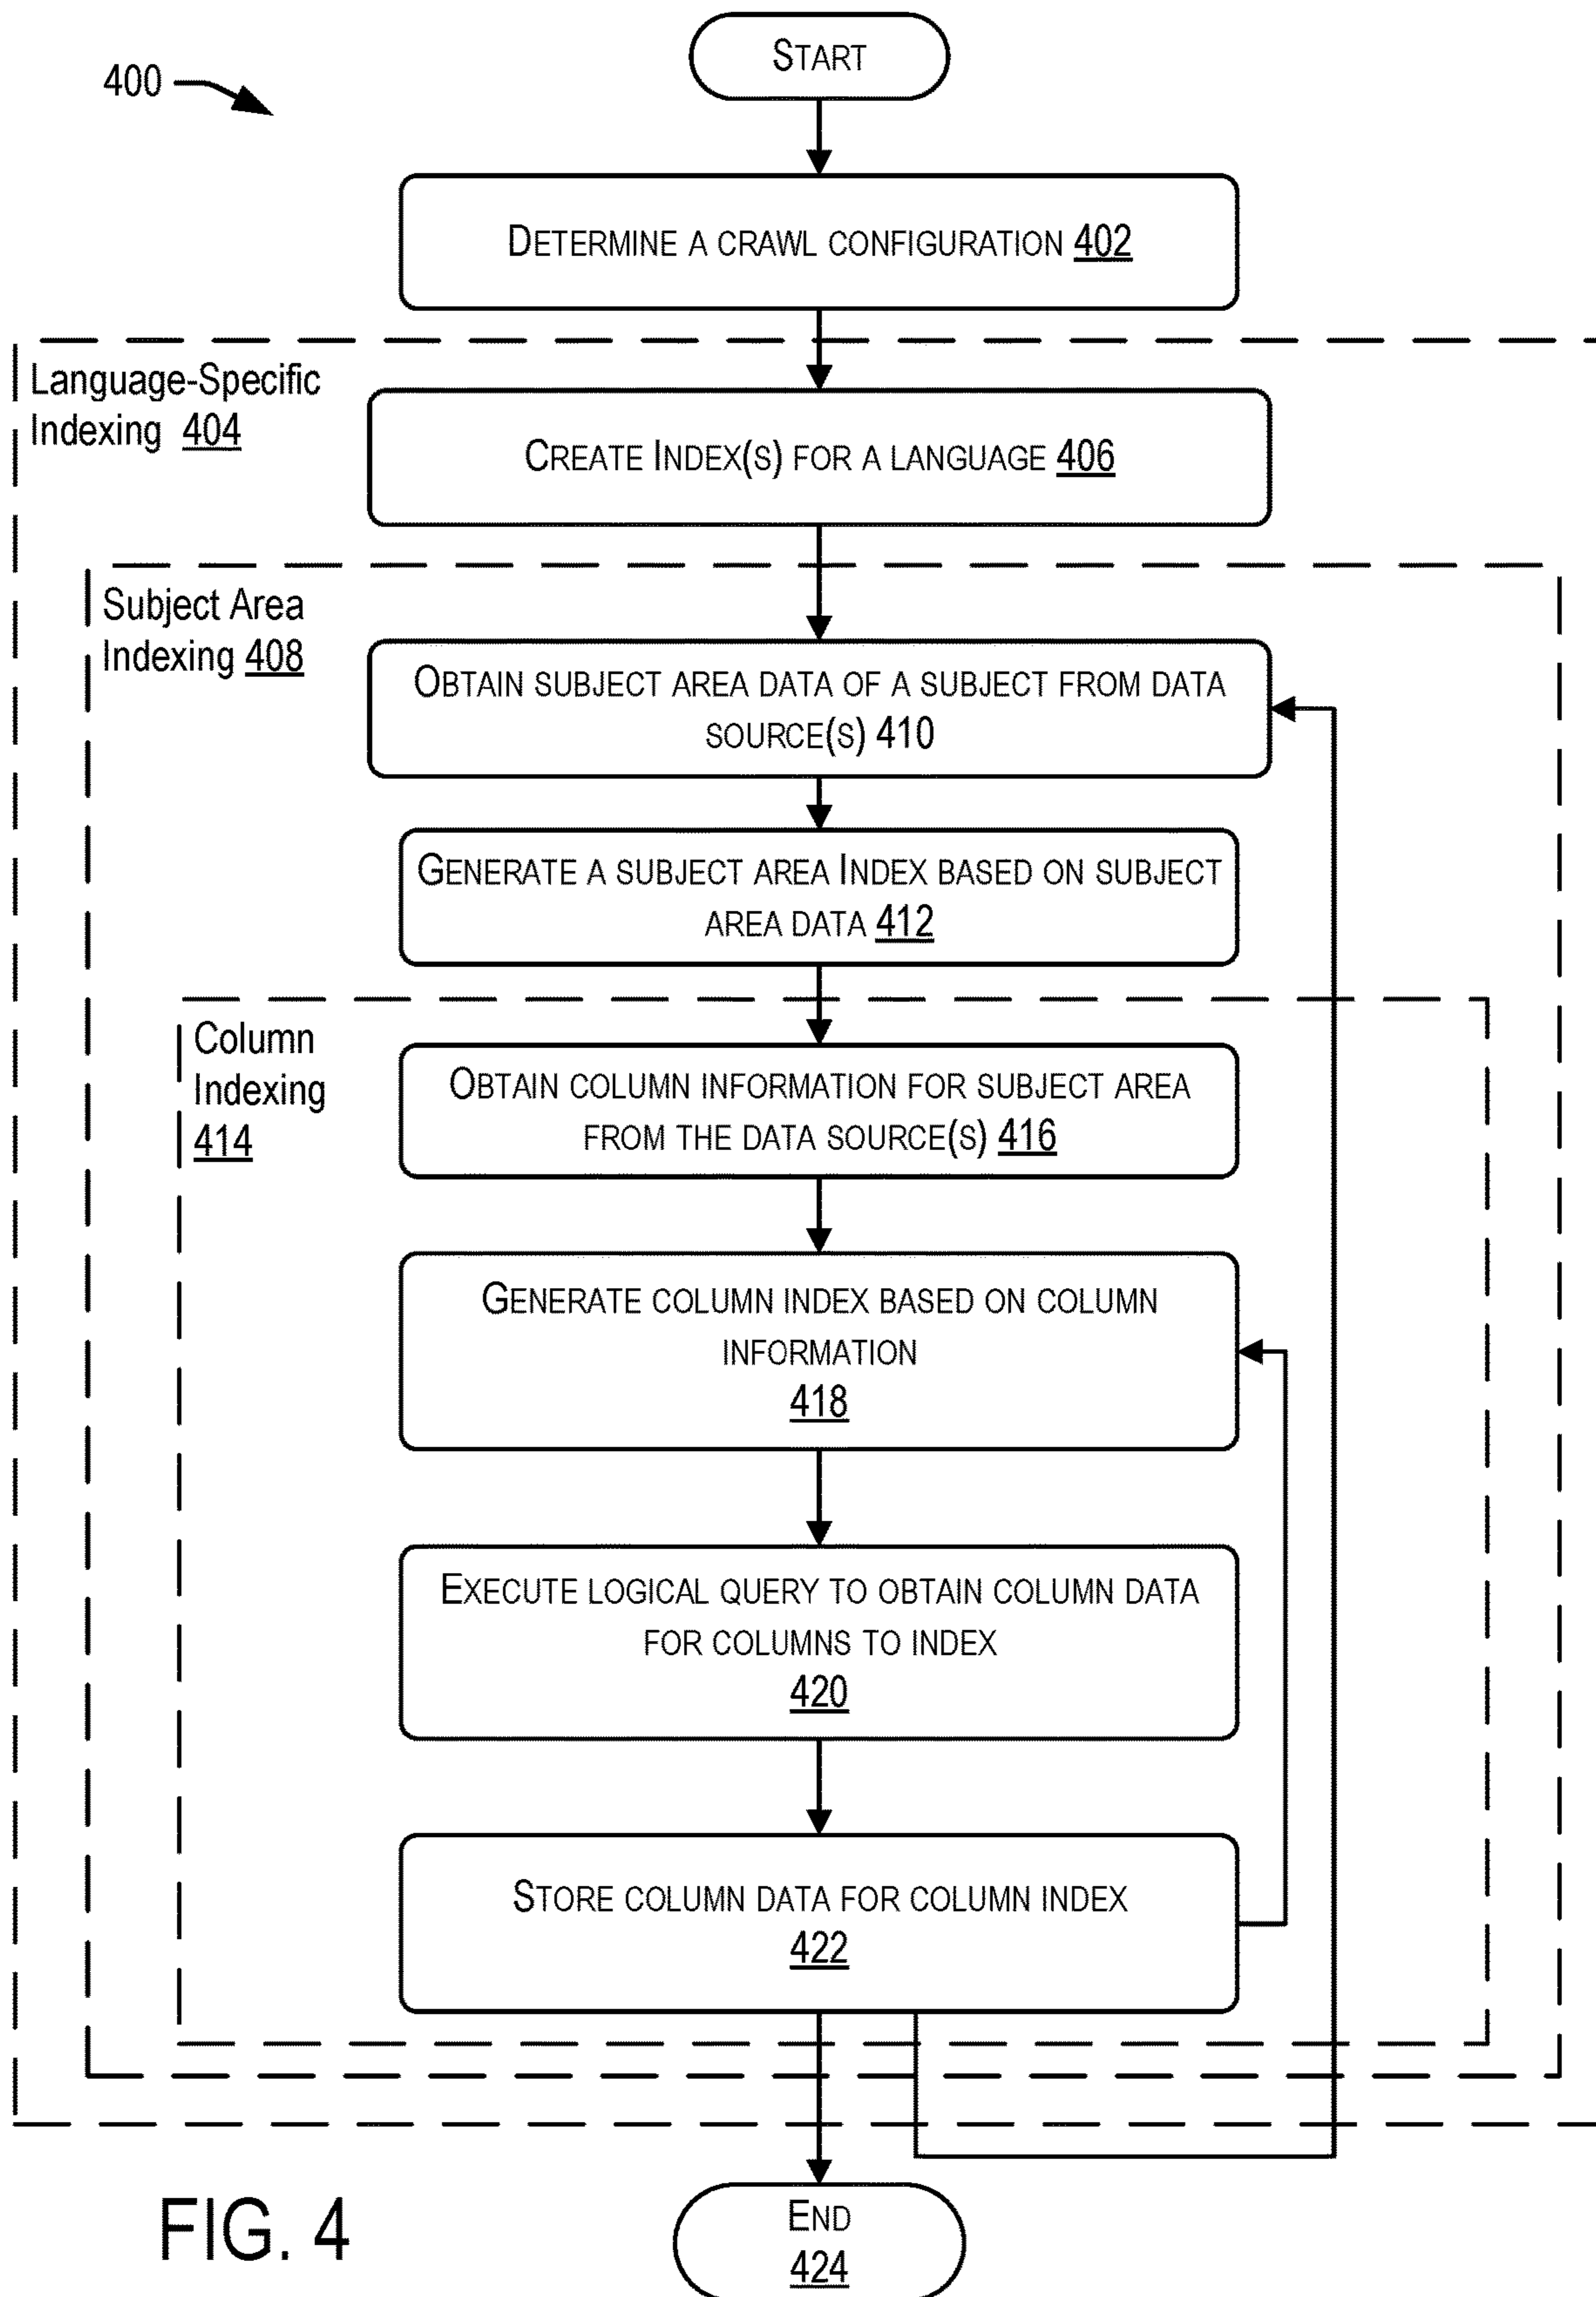 START
400
DETERMINE A CRAWL CONFIGURATION 402
Language-Specific
Indexing 404
CREATE INDEX(S) FOR A LANGUAGE 406
Subject Area
Indexing 408
OBTAIN SUBJECT AREA DATA OF A SUBJECT FROM DATA
SOURCE(S) 410
GENERATE A SUBJECT AREA INDEX BASED ON SUBJECT
AREA DATA 412
Column
Indexing
414
OBTAIN COLUMN INFORMATION FOR SUBJECT AREA
FROM THE DATA SOURCE(S) 416
GENERATE COLUMN INDEX BASED ON COLUMN
INFORMATION
418
EXECUTE LOGICAL QUERY TO OBTAIN COLUMN DATA
FOR COLUMNS TO INDEX
420
STORE COLUMN DATA FOR COLUMN INDEX
422
END
424
FIG. 4